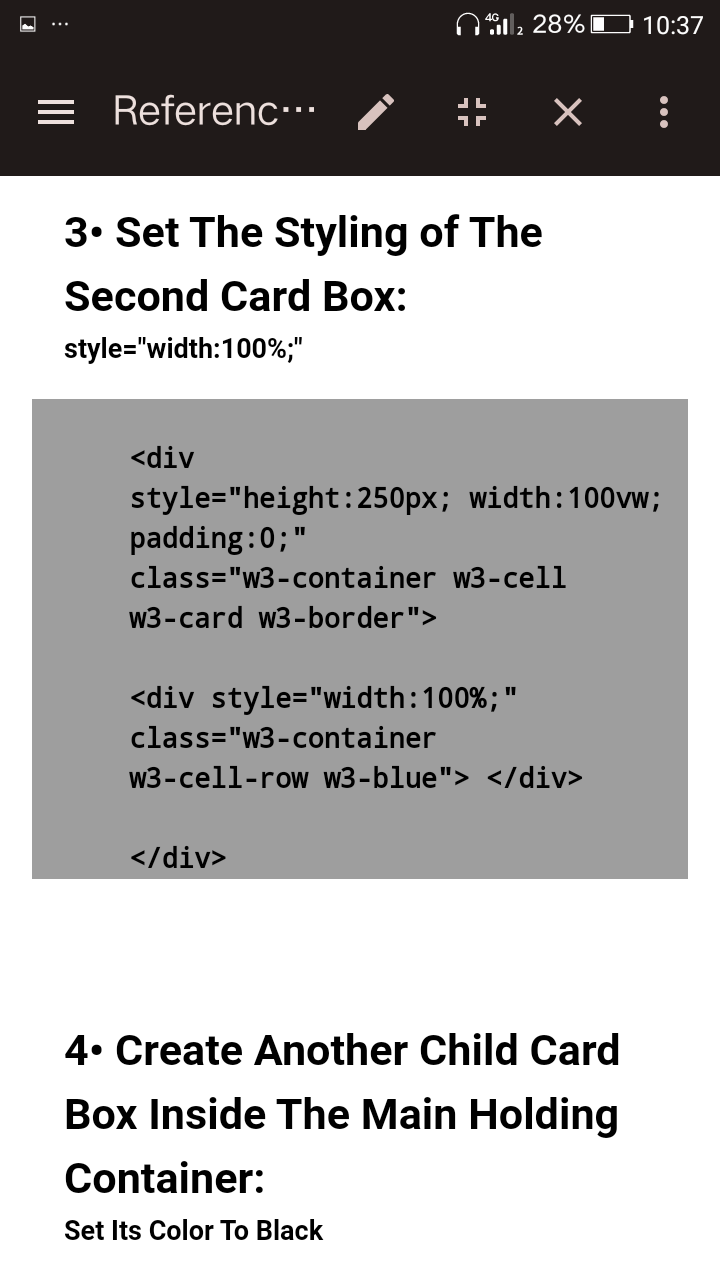 4G 2 28% 10:37
Referenc...
3• Set The Styling of The
Second Card Box:
style="width:100%;"
<div
style="height:250px; width:100vw;
padding:0;"
class="w3-container w3-cell
w3-card w3-border">
<div style="width:100%;"
class="w3-container
w3-cell-row w3-blue"> </div>
</div>
4• Create Another Child Card
Box Inside The Main Holding
Container:
Set Its Color To Black